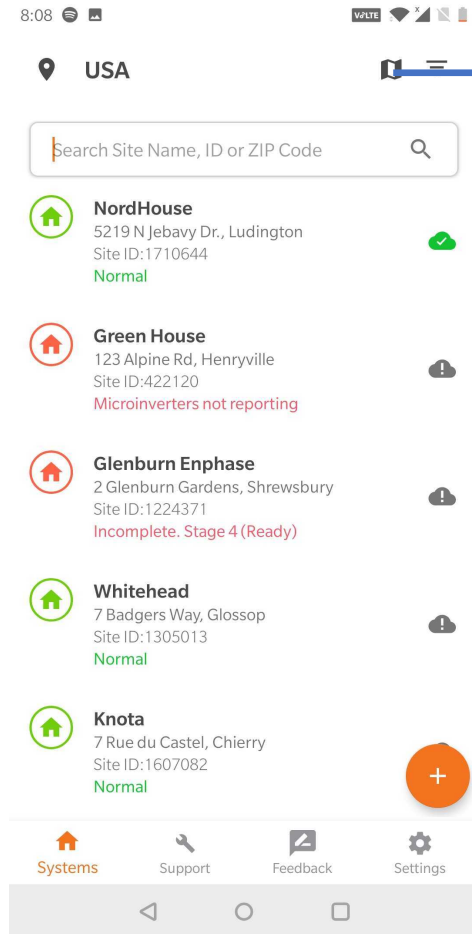 8:08
VoLTE
x
USA
Search Site Name, ID or ZIP Code
NordHouse
5219 N Jebavy Dr., Ludington
Site ID:1710644
Normal
Green House
123 Alpine Rd, Henryville
Site ID:422120
Microinverters not reporting
Glenburn Enphase
2 Glenburn Gardens, Shrewsbury
Site ID:1224371
Incomplete. Stage 4 (Ready)
Whitehead
7 Badgers Way, Glossop
Site ID:1305013
Normal
Knota
7 Rue du Castel, Chierry
Site ID:1607082
Normal
+
Systems
Support
Feedback
Settings